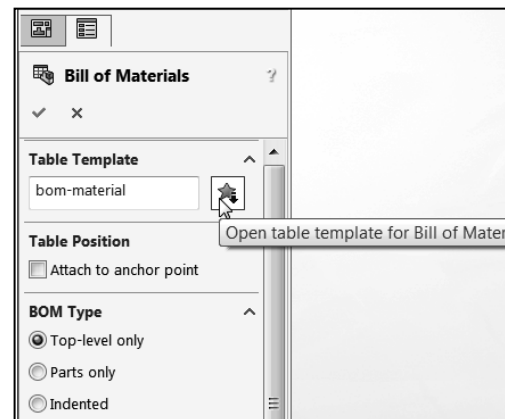 Bill of Materials ?
Table Template
bom-material
Open table template for Bill of Mater
Table Position
Attach to anchor point
BOM Type
Top-level only
Parts only
Indented